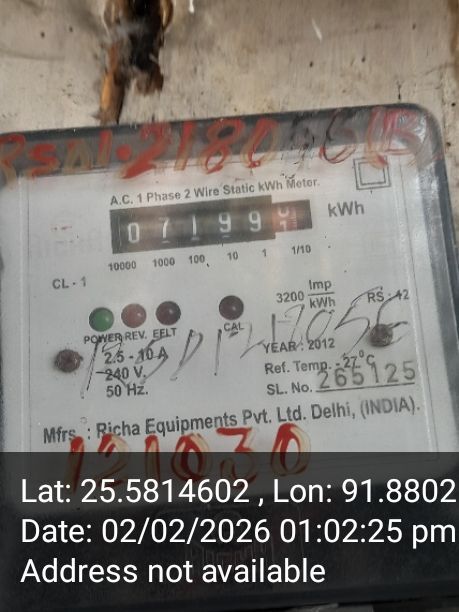 A.C. 1 Phase 2 Wire Static kWh Meter.
0 7 1 9 9 kWh
10000 1000 100 10 1 1/10
CL - 1
3200 Imp/kWh RS : 42
POWER REV. EFLT CAL
2.5 - 10 A YEAR : 2012
~240 V. Ref. Temp. - 27°C
50 Hz. SL. No. 265125
Mfrs. : Richa Equipments Pvt. Ltd. Delhi, (INDIA).
121030
Lat: 25.5814602 , Lon: 91.8802
Date: 02/02/2026 01:02:25 pm
Address not available